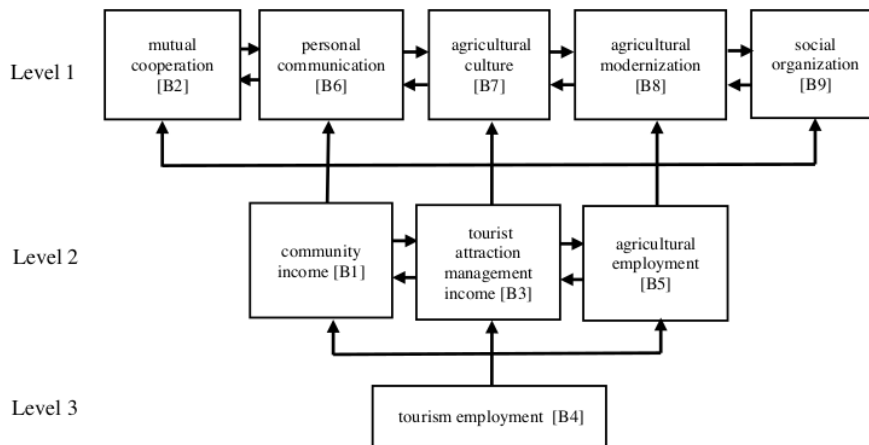 Level 1
mutual
cooperation
[B2]
personal
communication
[B6]
agricultural
culture
[B7]
agricultural
modernization
[B8]
social
organization
[B9]
Level 2
community
income [B1]
tourist
attraction
management
income [B3]
agricultural
employment
[B5]
Level 3
tourism employment [B4]